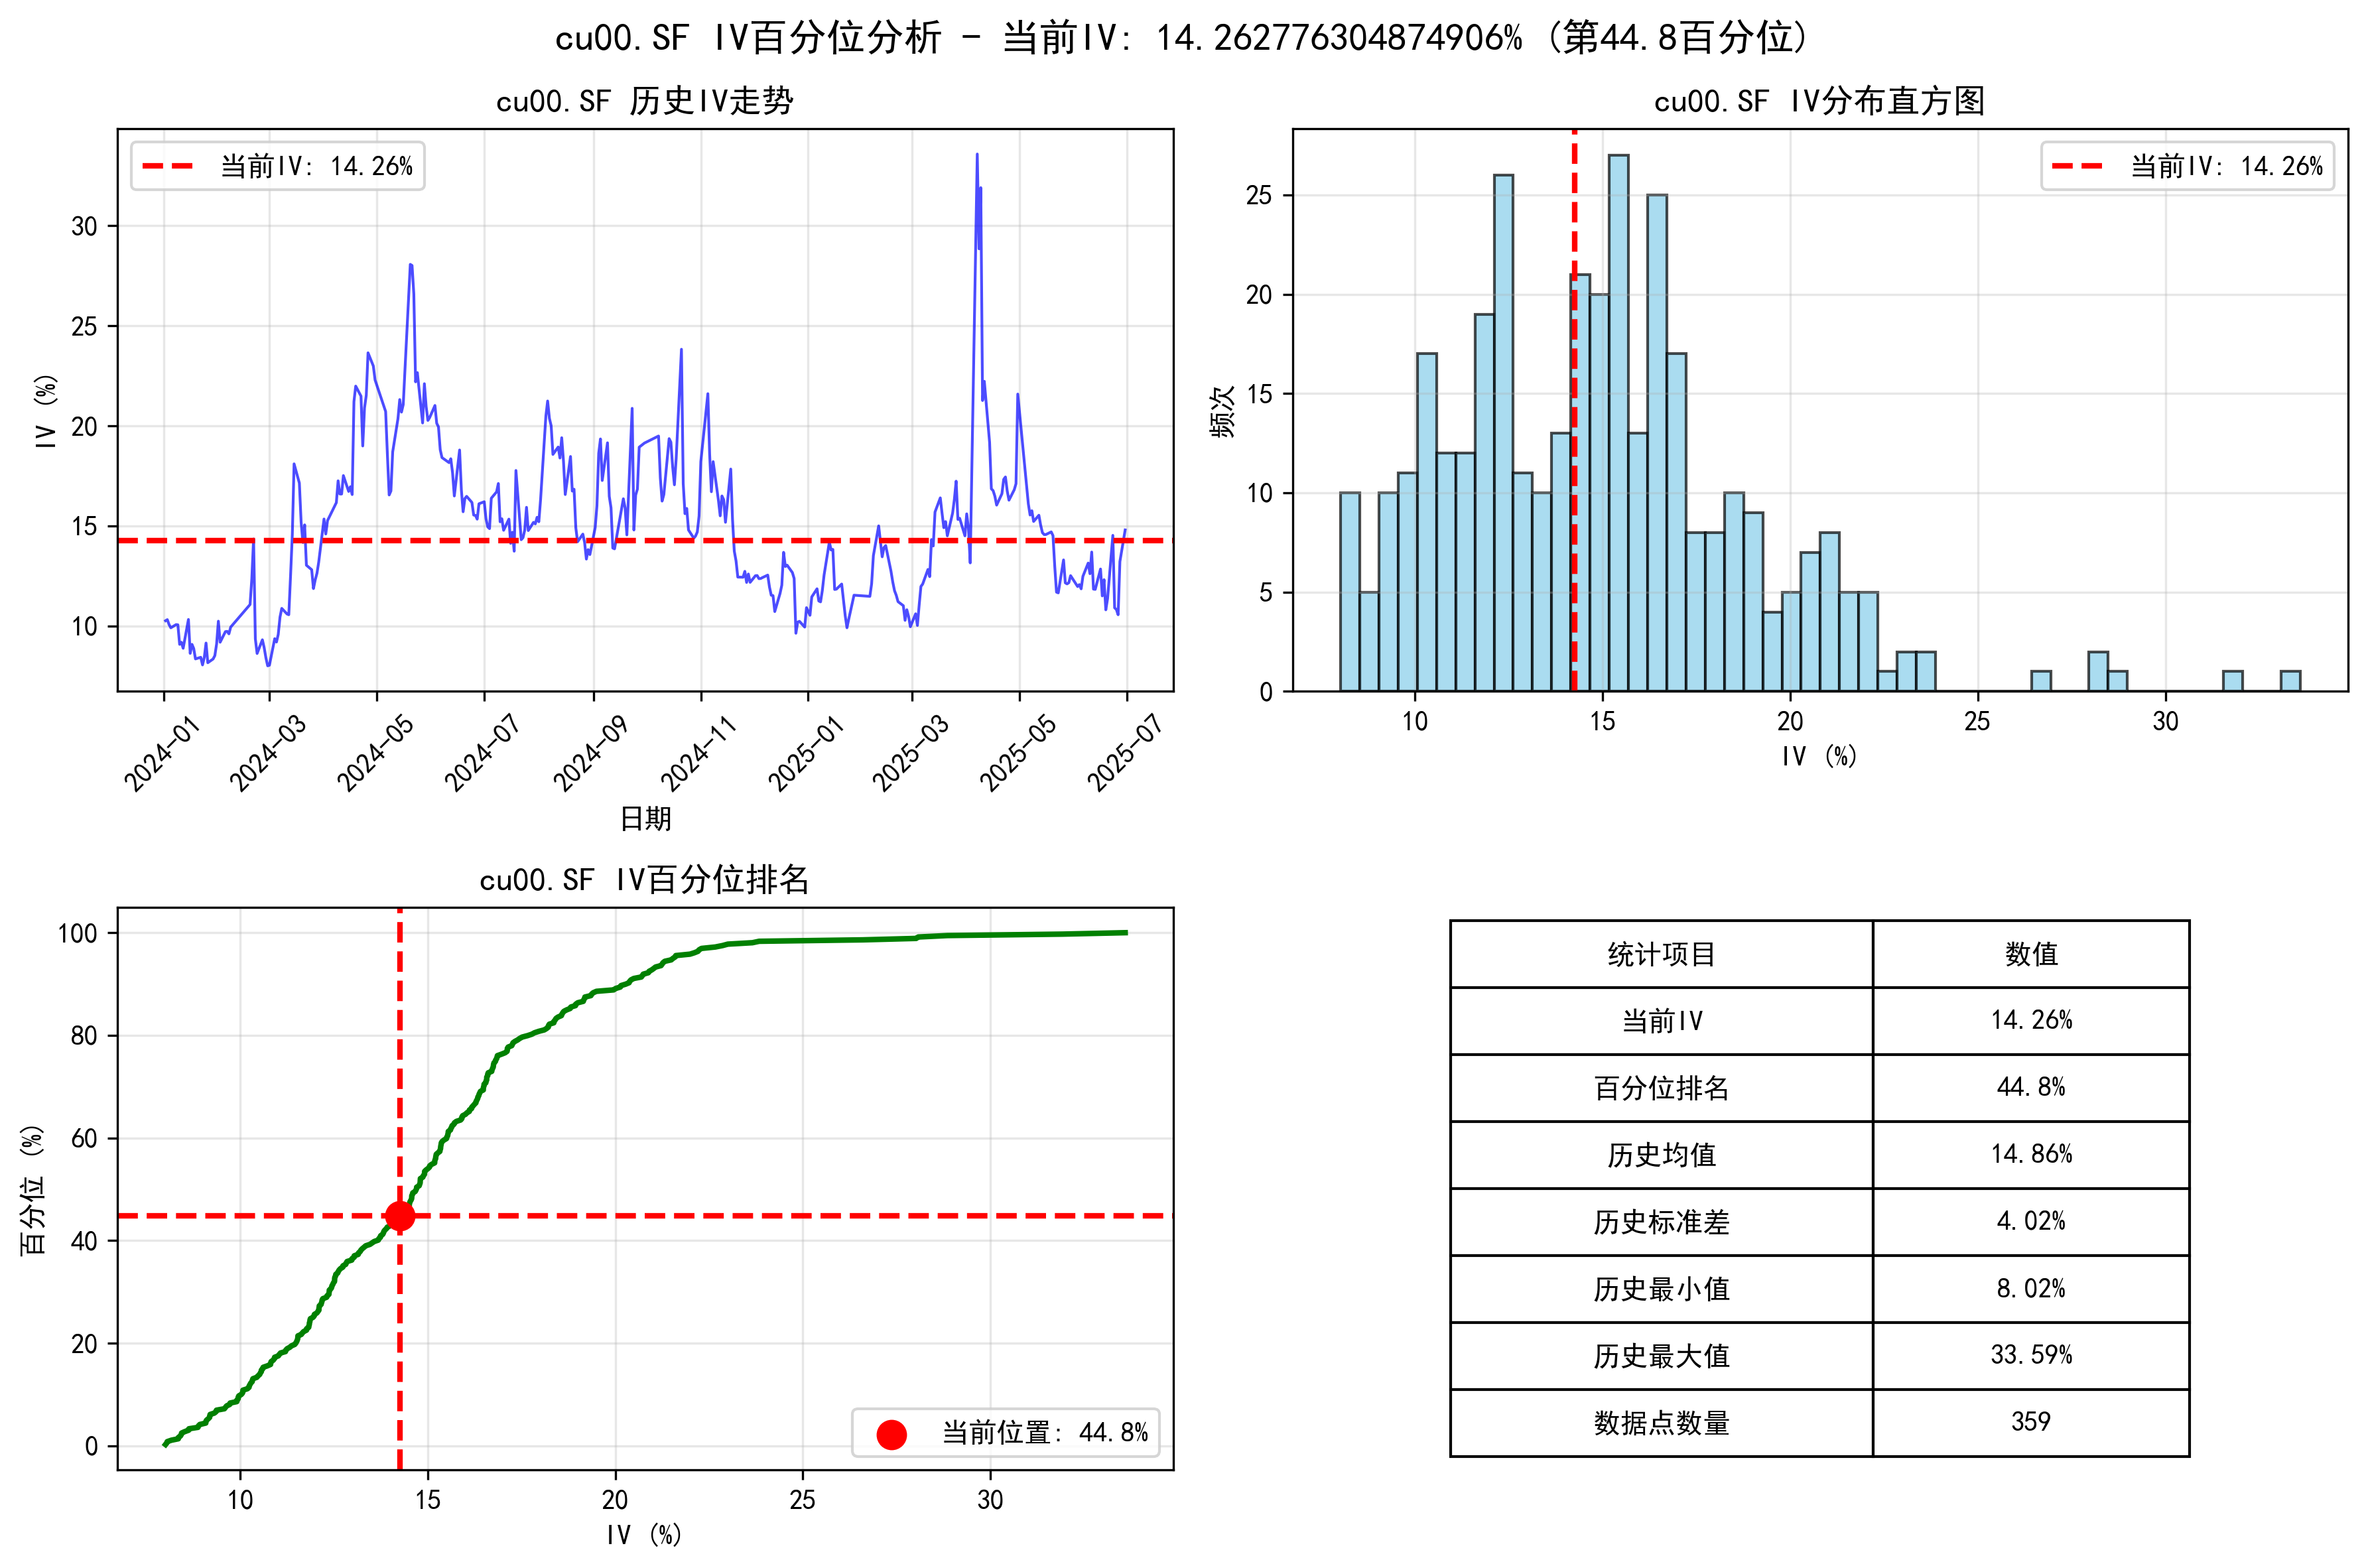 cu00.SF IV百分位分析 - 当前IV: 14.262776304874906% (第44.8百分位)
cu00.SF 历史IV走势
当前IV: 14.26%
30
25
20
15
10
IV (%)
2024-01
2024-03
2024-05
2024-07
2024-09
2024-11
2025-01
2025-03
2025-05
2025-07
日期
cu00.SF IV分布直方图
当前IV: 14.26%
25
20
15
10
5
0
频次
10
15
20
25
30
IV (%)
cu00.SF IV百分位排名
100
80
60
40
20
0
百分位 (%)
当前位置: 44.8%
10
15
20
25
30
IV (%)
统计项目 数值
当前IV 14.26%
百分位排名 44.8%
历史均值 14.86%
历史标准差 4.02%
历史最小值 8.02%
历史最大值 33.59%
数据点数量 359